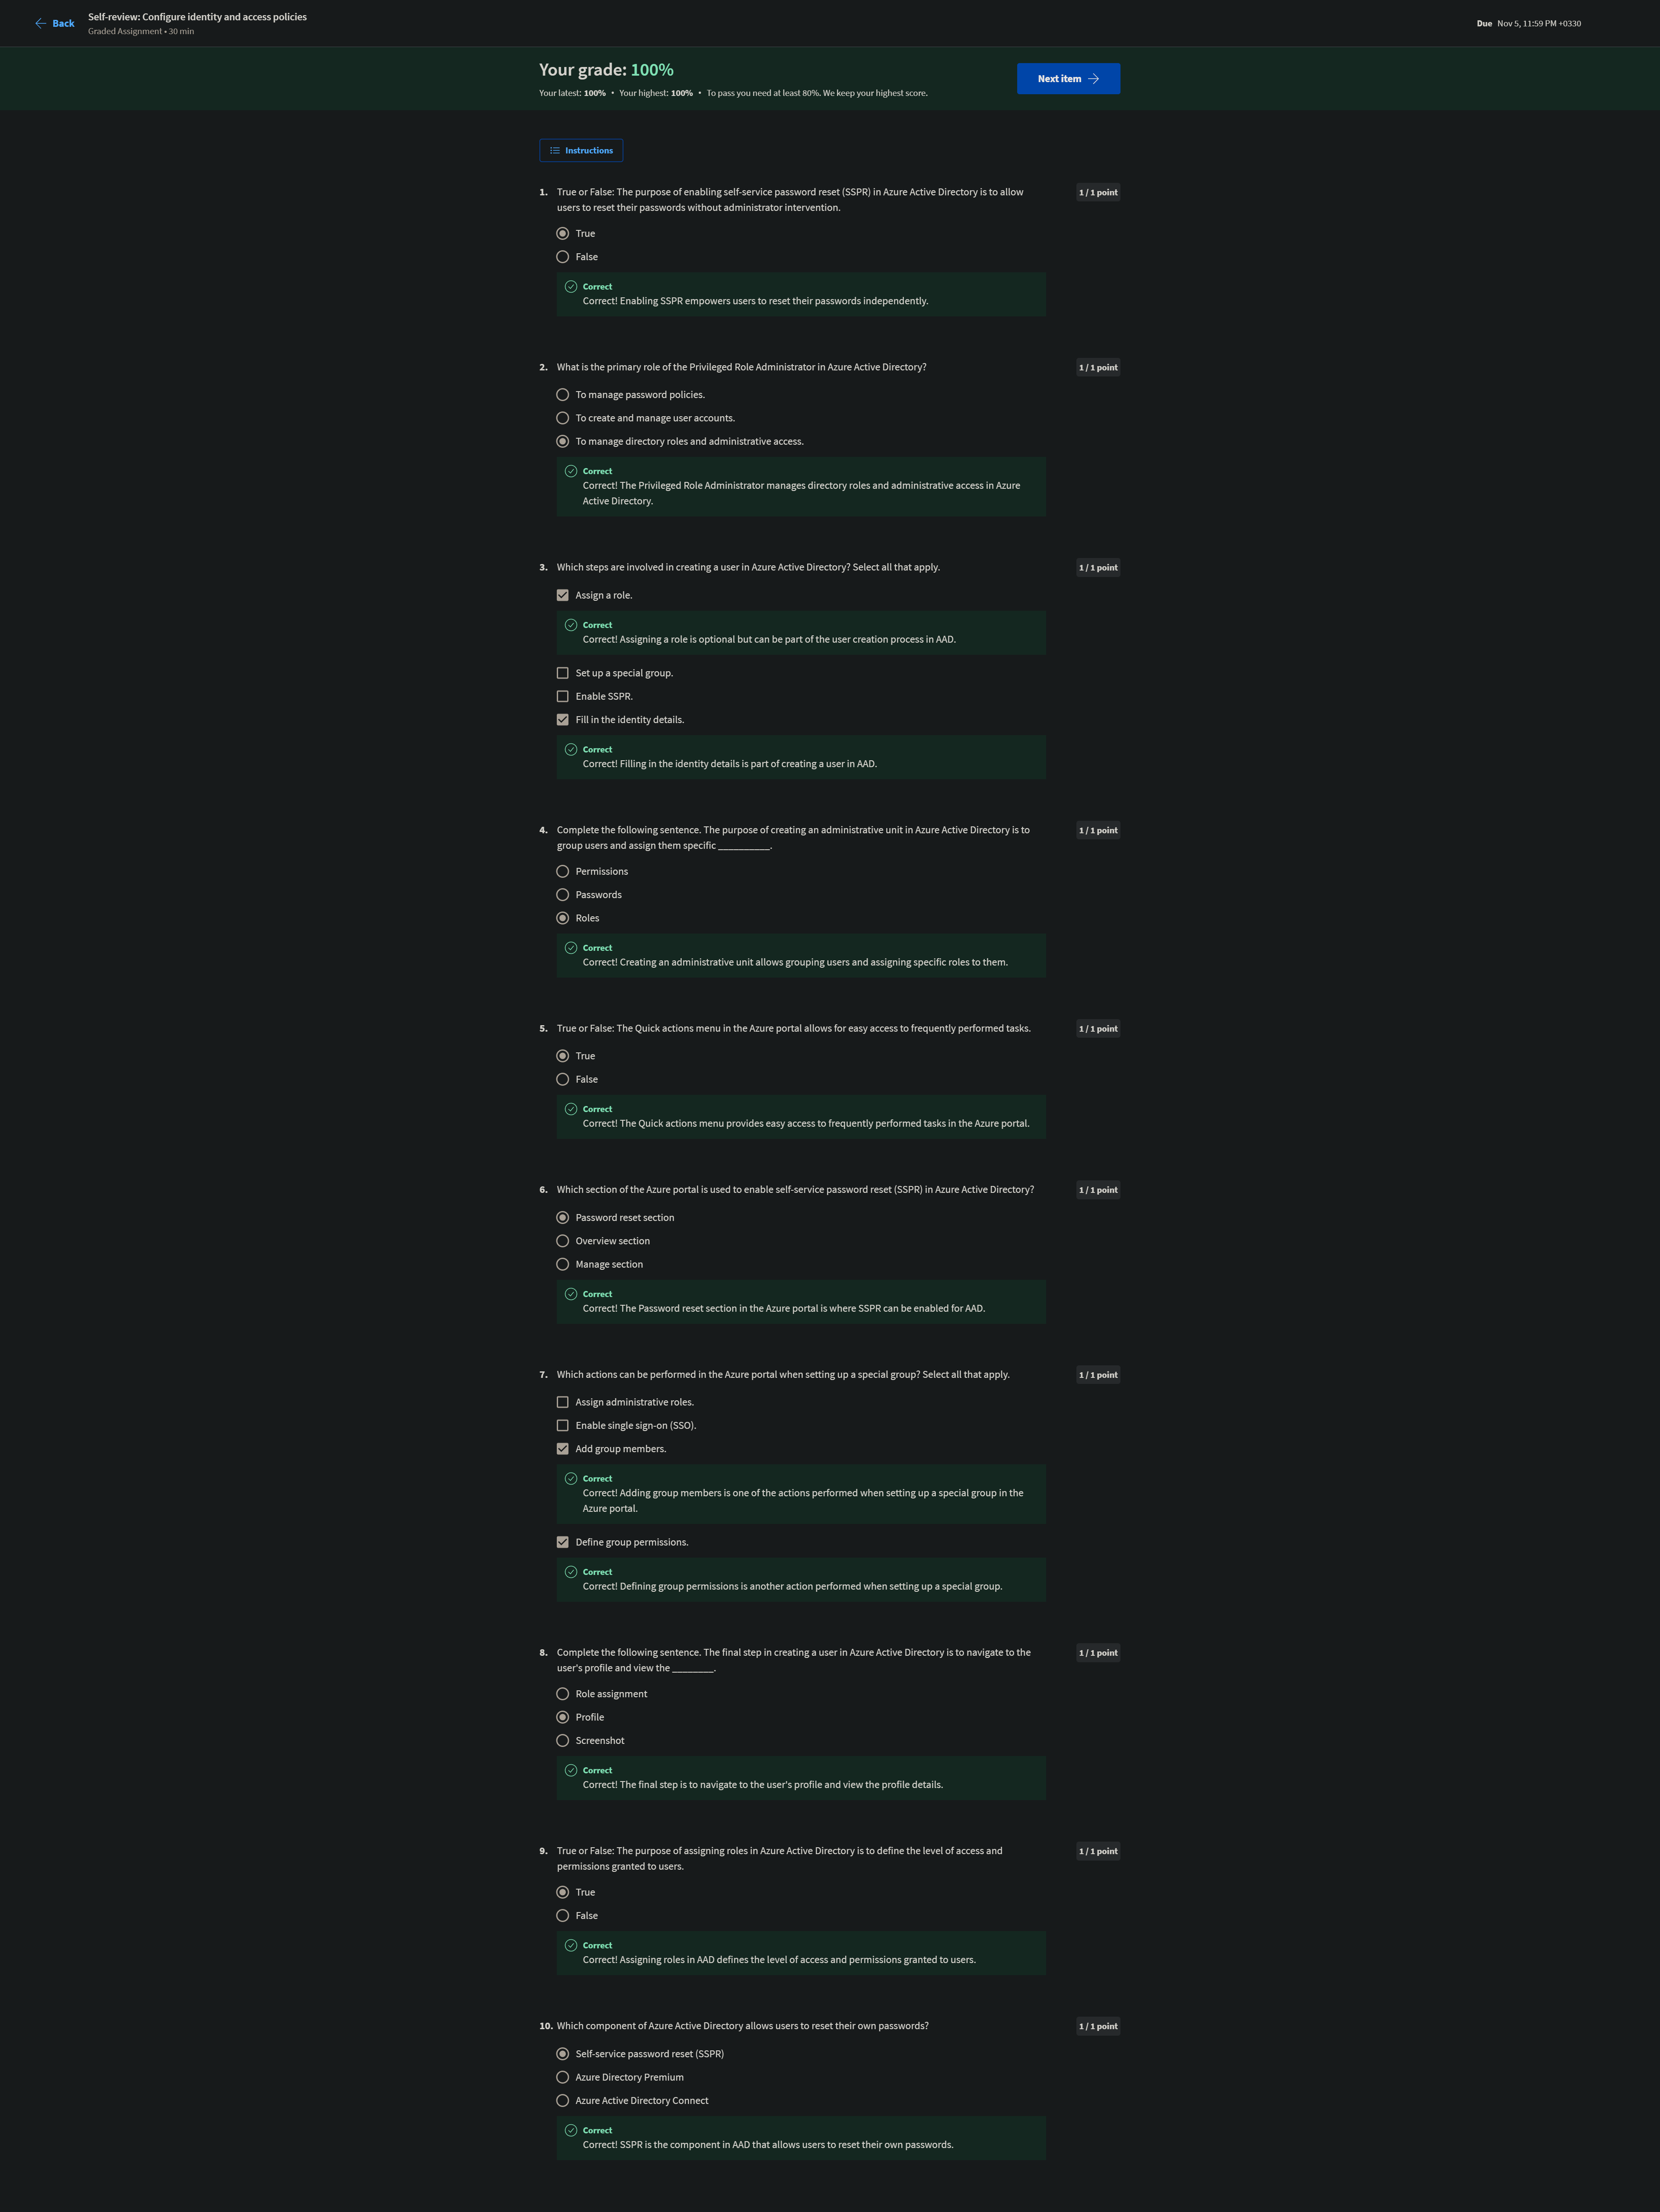 Back
Self-review: Configure identity and access policies
Graded Assignment • 30 min
Due Nov 5, 11:59 PM +0330
Your grade: 100%
Your latest: 100% • Your highest: 100% • To pass you need at least 80%. We keep your highest score.
Next item
Instructions
1. True or False: The purpose of enabling self-service password reset (SSPR) in Azure Active Directory is to allow
users to reset their passwords without administrator intervention.
1 / 1 point
True
False
Correct
Correct! Enabling SSPR empowers users to reset their passwords independently.
2. What is the primary role of the Privileged Role Administrator in Azure Active Directory?
1 / 1 point
To manage password policies.
To create and manage user accounts.
To manage directory roles and administrative access.
Correct
Correct! The Privileged Role Administrator manages directory roles and administrative access in Azure
Active Directory.
3. Which steps are involved in creating a user in Azure Active Directory? Select all that apply.
1 / 1 point
Assign a role.
Correct
Correct! Assigning a role is optional but can be part of the user creation process in AAD.
Set up a special group.
Enable SSPR.
Fill in the identity details.
Correct
Correct! Filling in the identity details is part of creating a user in AAD.
4. Complete the following sentence. The purpose of creating an administrative unit in Azure Active Directory is to
group users and assign them specific __________.
1 / 1 point
Permissions
Passwords
Roles
Correct
Correct! Creating an administrative unit allows grouping users and assigning specific roles to them.
5. True or False: The Quick actions menu in the Azure portal allows for easy access to frequently performed tasks.
1 / 1 point
True
False
Correct
Correct! The Quick actions menu provides easy access to frequently performed tasks in the Azure portal.
6. Which section of the Azure portal is used to enable self-service password reset (SSPR) in Azure Active Directory?
1 / 1 point
Password reset section
Overview section
Manage section
Correct
Correct! The Password reset section in the Azure portal is where SSPR can be enabled for AAD.
7. Which actions can be performed in the Azure portal when setting up a special group? Select all that apply.
1 / 1 point
Assign administrative roles.
Enable single sign-on (SSO).
Add group members.
Correct
Correct! Adding group members is one of the actions performed when setting up a special group in the
Azure portal.
Define group permissions.
Correct
Correct! Defining group permissions is another action performed when setting up a special group.
8. Complete the following sentence. The final step in creating a user in Azure Active Directory is to navigate to the
user's profile and view the ________.
1 / 1 point
Role assignment
Profile
Screenshot
Correct
Correct! The final step is to navigate to the user's profile and view the profile details.
9. True or False: The purpose of assigning roles in Azure Active Directory is to define the level of access and
permissions granted to users.
1 / 1 point
True
False
Correct
Correct! Assigning roles in AAD defines the level of access and permissions granted to users.
10. Which component of Azure Active Directory allows users to reset their own passwords?
1 / 1 point
Self-service password reset (SSPR)
Azure Directory Premium
Azure Active Directory Connect
Correct
Correct! SSPR is the component in AAD that allows users to reset their own passwords.